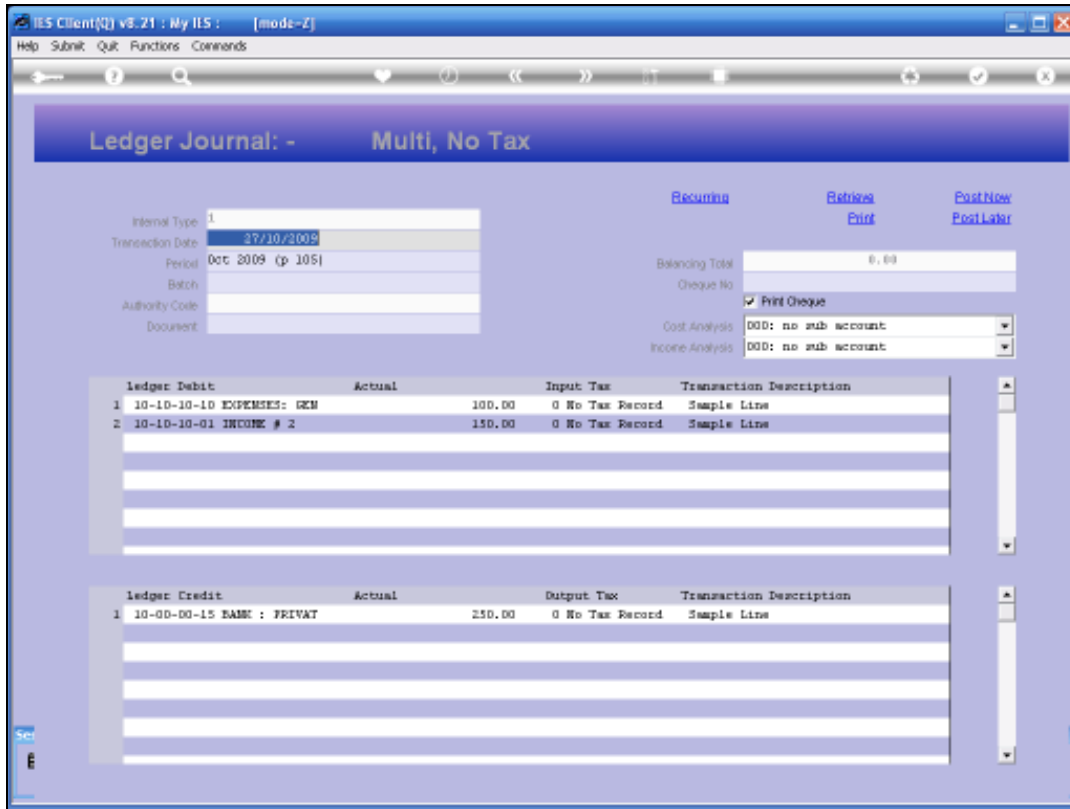 IES Client(Q) v8.21 : My IES : [mode-Z]
Help Submit Quit Functions Commands
Ledger Journal: - Multi, No Tax
Recurring Retrieve Post Now
Print Post Later
Internal Type 1
Transaction Date 27/10/2009
Period Oct 2009 (p 105)
Batch
Authority Code
Document
Balancing Total 0.00
Cheque No
Print Cheque
Cost Analysis 000: no sub account
Income Analysis 000: no sub account
Ledger Debit Actual Input Tax Transaction Description
1 10-10-10-10 EXPENSES: GEN 100.00 0 No Tax Record Sample Line
2 10-10-10-01 INCOME # 2 150.00 0 No Tax Record Sample Line
Ledger Credit Actual Output Tax Transaction Description
1 10-00-00-15 BANK : PRIVAT 250.00 0 No Tax Record Sample Line